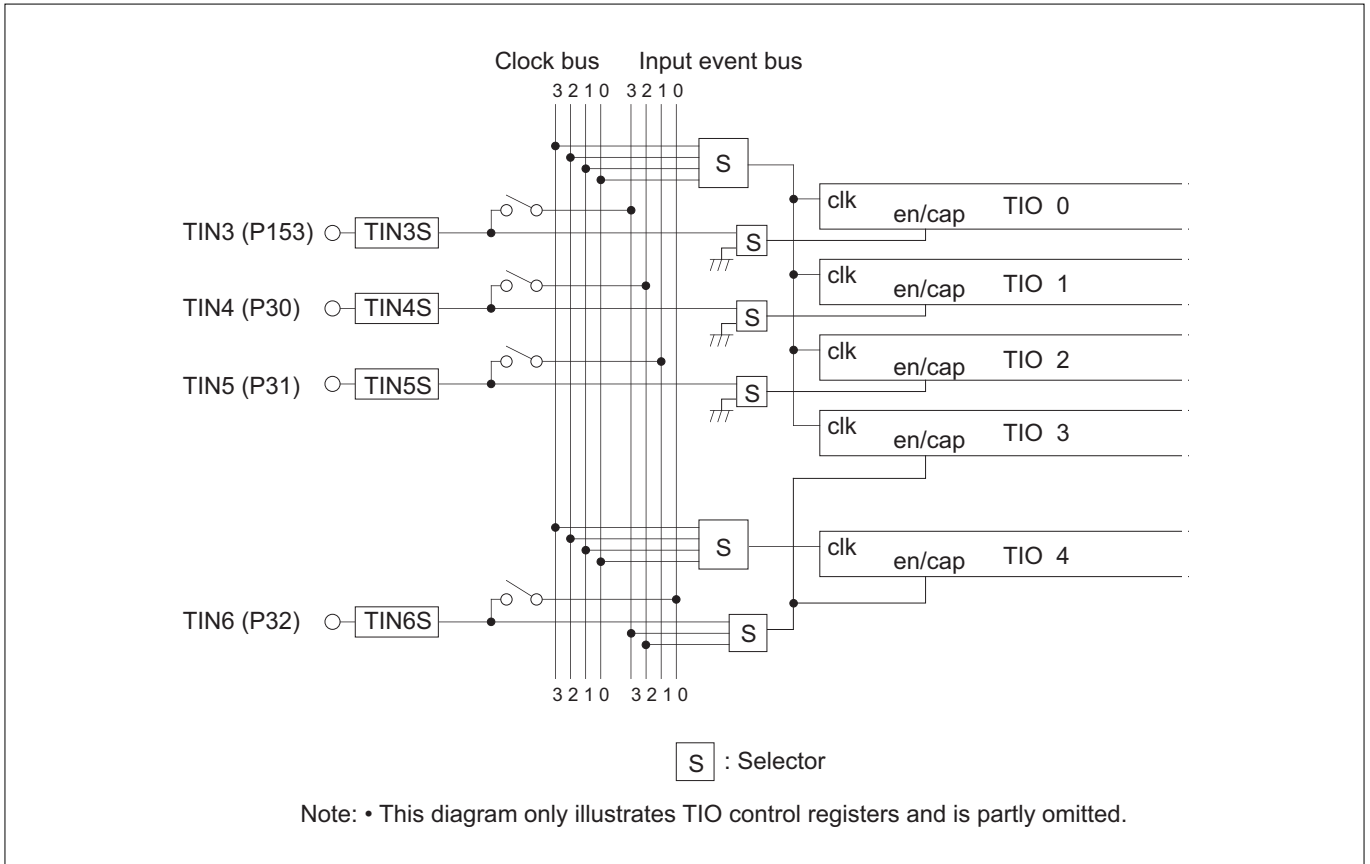 Clock bus Input event bus
3 2 1 0 3 2 1 0
S
clk en/cap TIO 0
TIN3 (P153) TIN3S S
clk en/cap TIO 1
TIN4 (P30) TIN4S S
clk en/cap TIO 2
TIN5 (P31) TIN5S S
clk en/cap TIO 3
S clk en/cap TIO 4
TIN6 (P32) TIN6S S
3 2 1 0 3 2 1 0
S : Selector
Note: • This diagram only illustrates TIO control registers and is partly omitted.